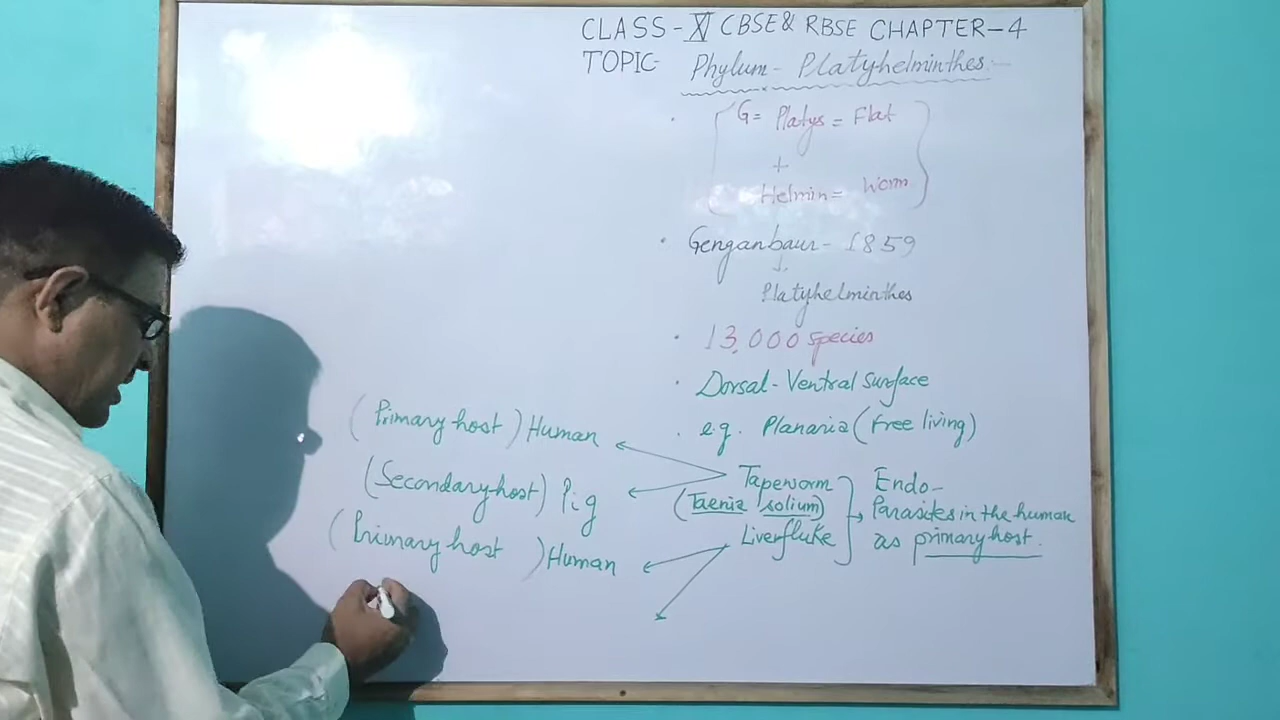 CLASS-XI CBSE & RBSE CHAPTER-4
TOPIC- Phylum-Platyhelminthes
G= Platys = Flat
+
Helmin= Worm
Genganbaur- 1859
↓
Platyhelminthes
13,000 species
Dorsal-Ventral Surface
e.g. Planaria (free living)
(Primary host) Human
Tapeworm
(Taenia solium)
(Secondary host) Pig
Liverfluke
Endo-
Parasites in the human
as primary host.
(Primary host) Human